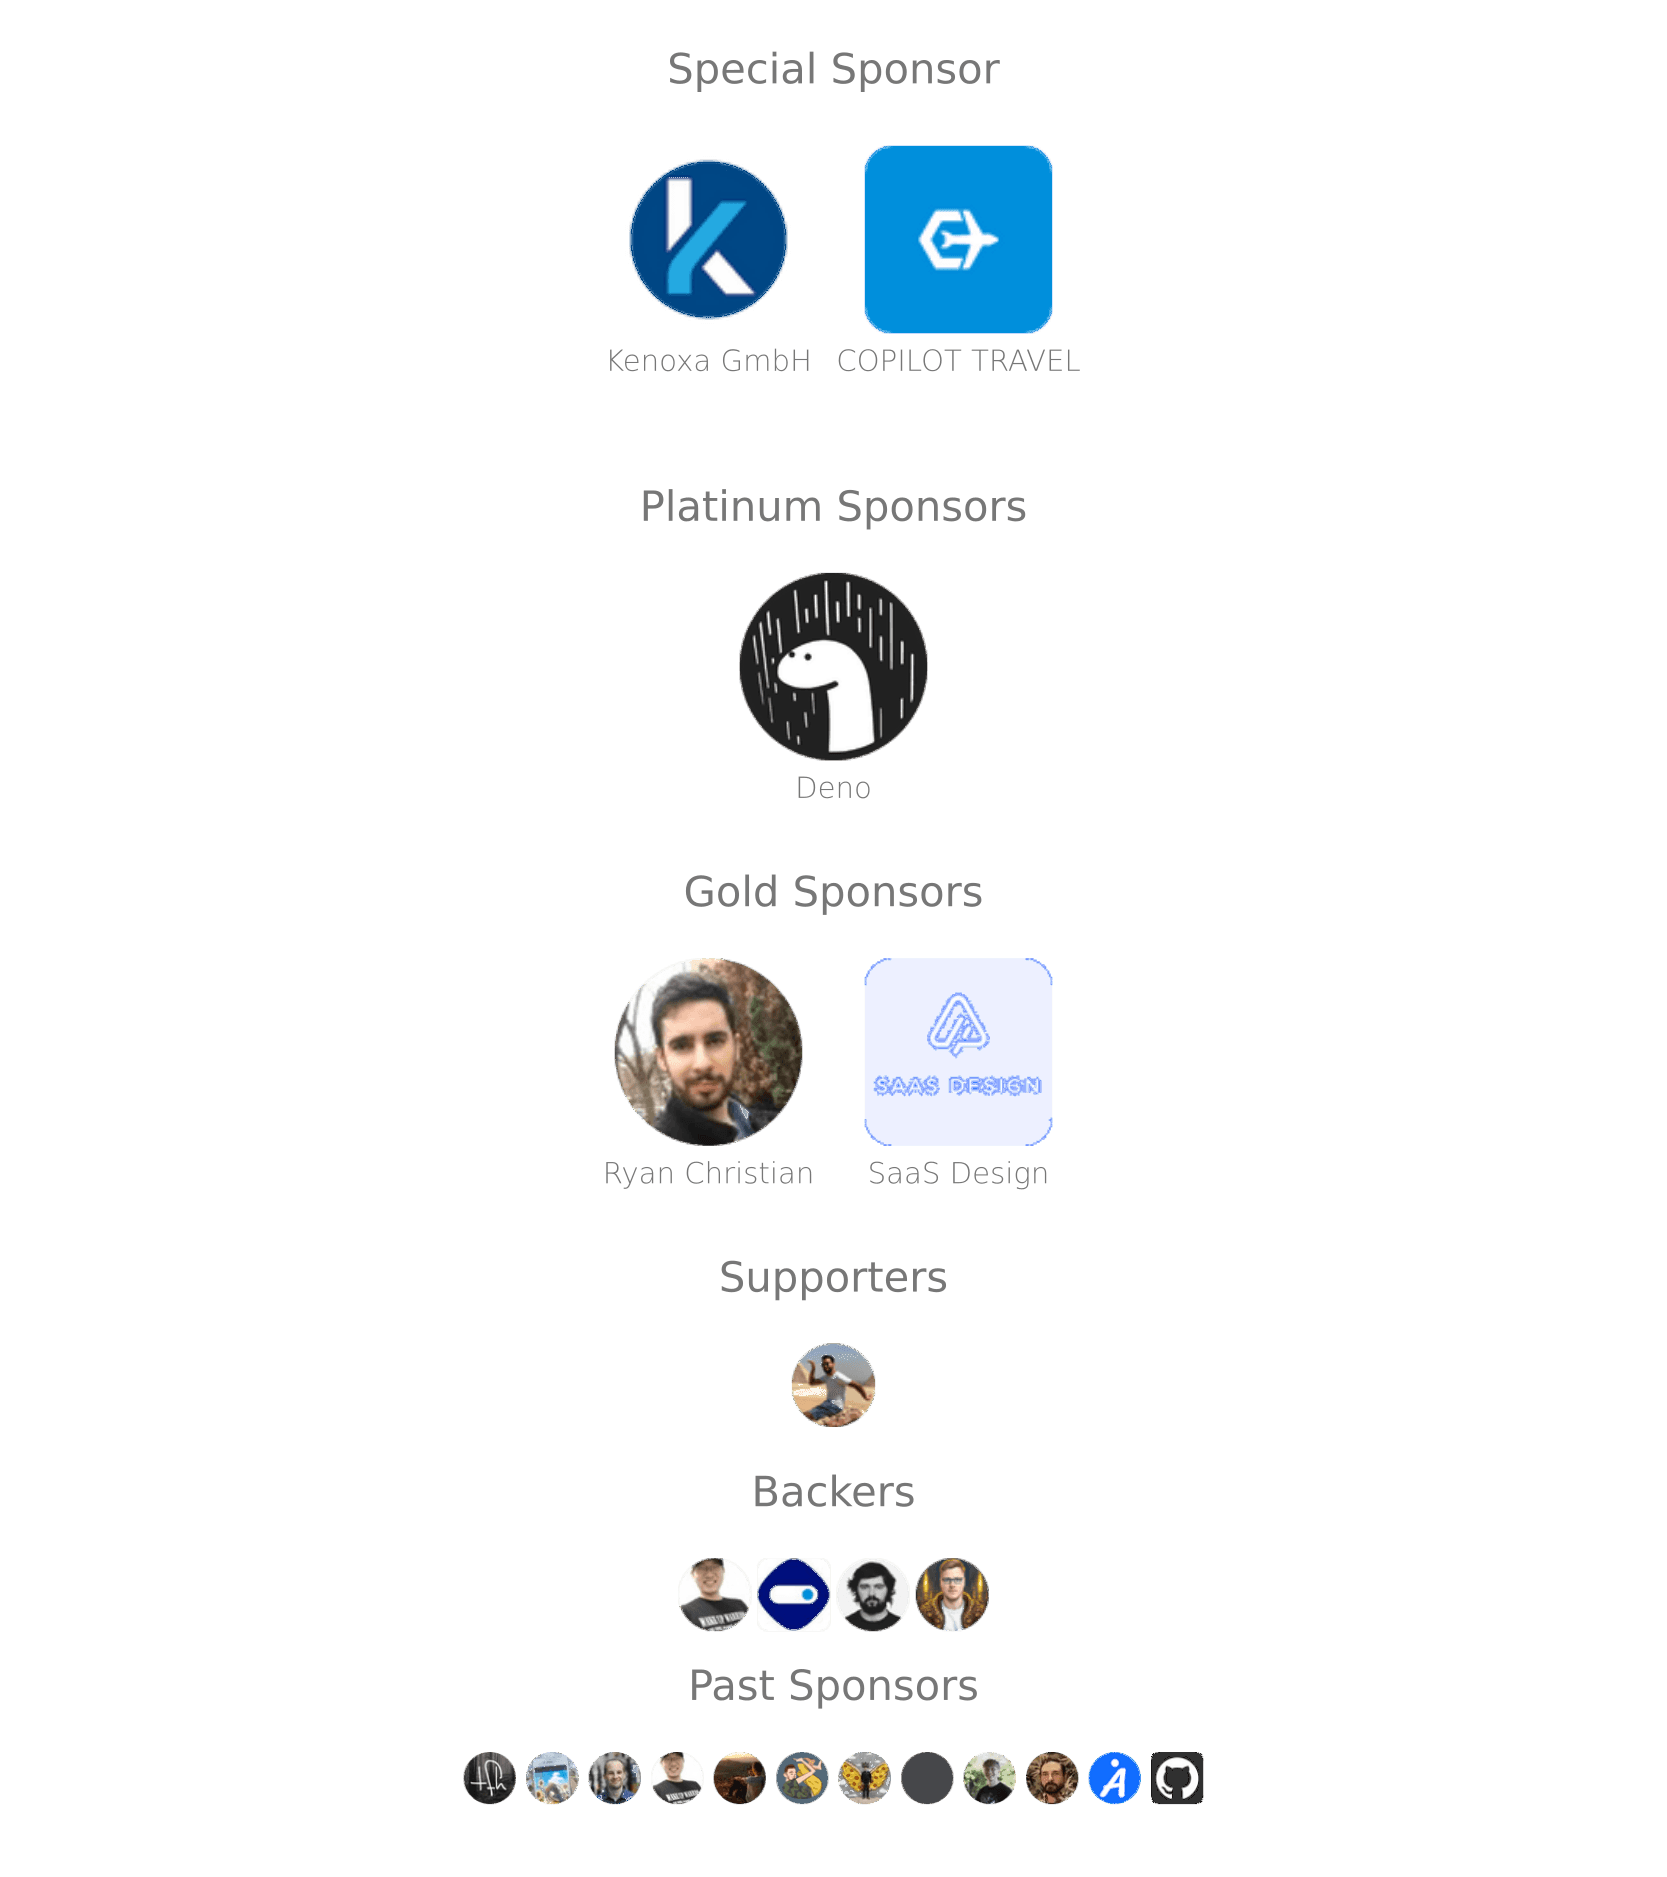 Special Sponsor
Kenoxa GmbH COPILOT TRAVEL
Platinum Sponsors
Deno
Gold Sponsors
SAAS DESIGN
Ryan Christian SaaS Design
Supporters
Backers
Past Sponsors